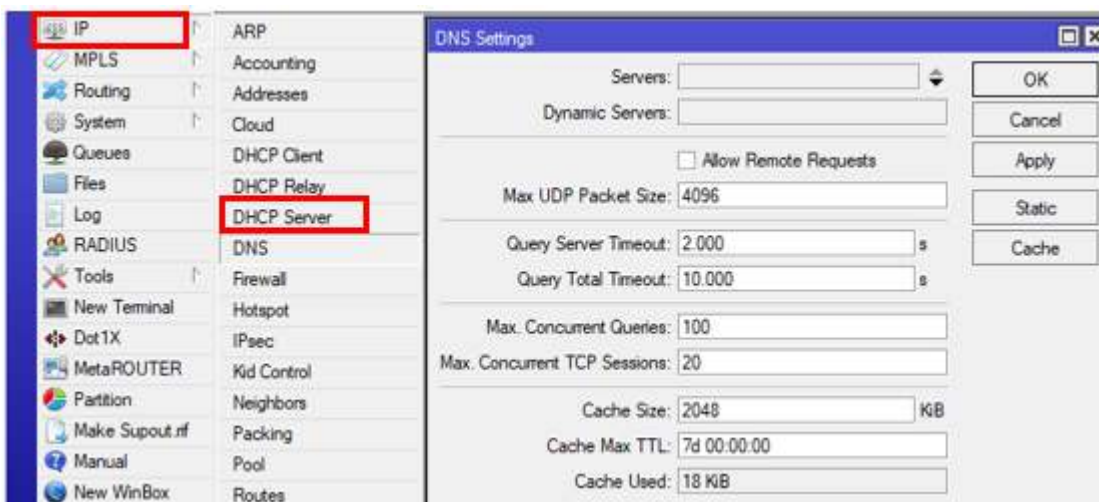 IP
MPLS
Routing
System
Queues
Files
Log
RADIUS
Tools
New Terminal
Dot1X
MetaROUTER
Partition
Make Supout.rif
Manual
New WinBox
ARP
Accounting
Addresses
Cloud
DHCP Client
DHCP Relay
DHCP Server
DNS
Firewall
Hotspot
IPsec
Kid Control
Neighbors
Packing
Pool
Routes
DNS Settings
Servers:
Dynamic Servers:
Allow Remote Requests
Max UDP Packet Size: 4096
Query Server Timeout: 2.000 s
Query Total Timeout: 10.000 s
Max. Concurrent Queries: 100
Max. Concurrent TCP Sessions: 20
Cache Size: 2048 KiB
Cache Max TTL: 7d 00:00:00
Cache Used: 18 KiB
OK
Cancel
Apply
Static
Cache